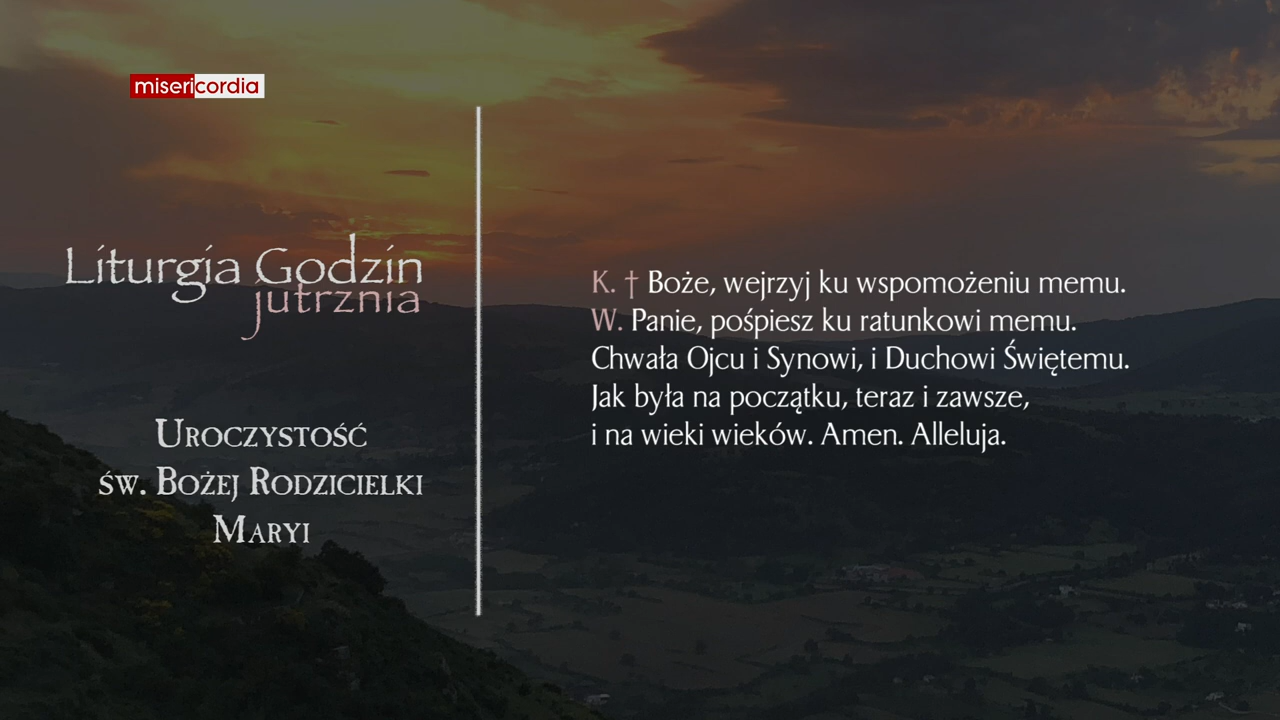 misericordia
Liturgia Godzin
jutrznia
Uroczystość
św. Bożej Rodzicielki
Maryi
K. † Boże, wejrzyj ku wspomożeniu memu.
W. Panie, pośpiesz ku ratunkowi memu.
Chwała Ojcu i Synowi, i Duchowi Świętemu.
Jak była na początku, teraz i zawsze,
i na wieki wieków. Amen. Alleluja.